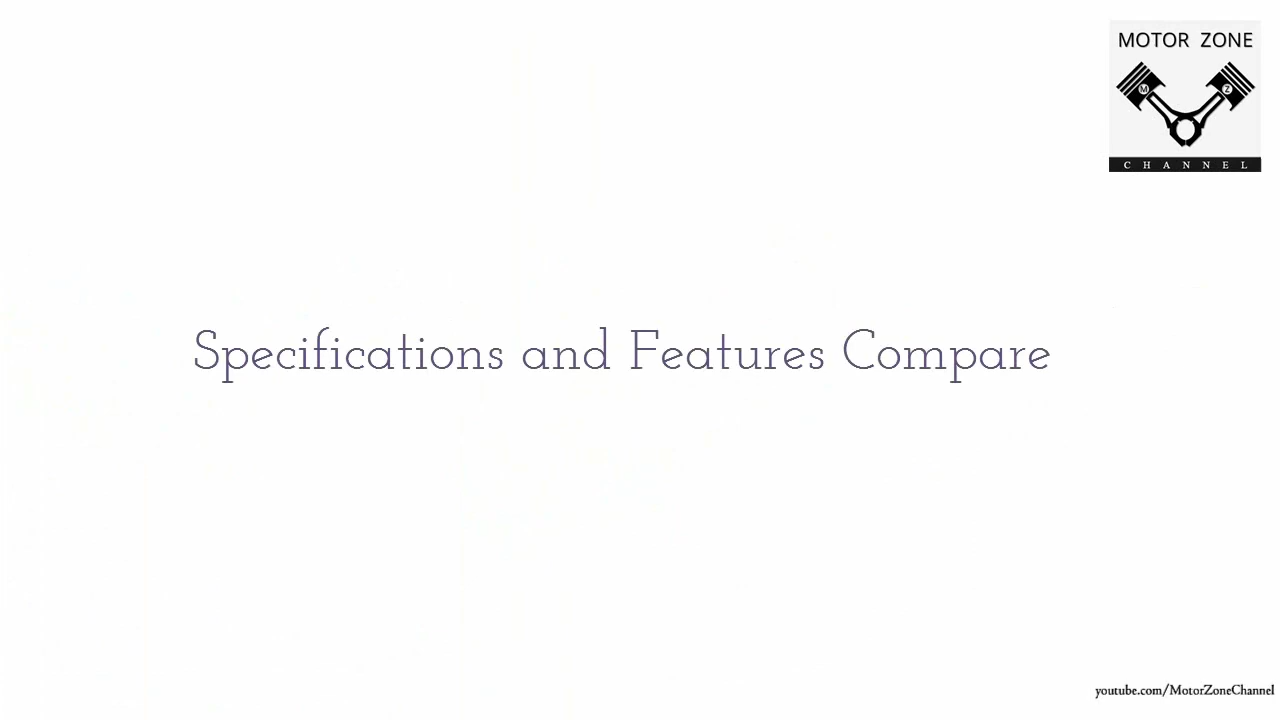 MOTOR ZONE
M Z
CHANNEL
Specifications and Features Compare
youtube.com/MotorZoneChannel